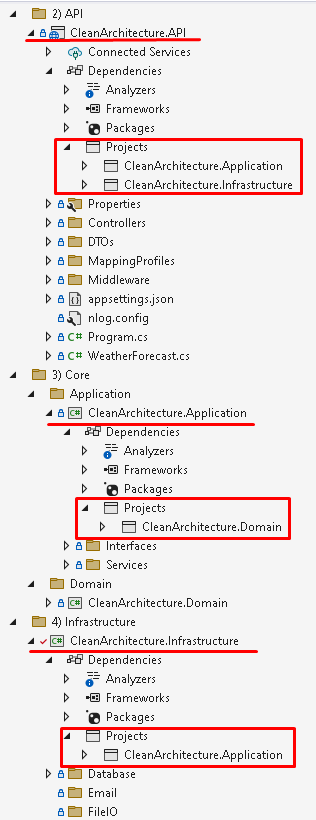 2) API
CleanArchitecture.API
Connected Services
Dependencies
Analyzers
Frameworks
Packages
Projects
CleanArchitecture.Application
CleanArchitecture.Infrastructure
Properties
Controllers
DTOs
MappingProfiles
Middleware
appsettings.json
nlog.config
C# Program.cs
C# WeatherForecast.cs
3) Core
Application
C# CleanArchitecture.Application
Dependencies
Analyzers
Frameworks
Packages
Projects
CleanArchitecture.Domain
Interfaces
Services
Domain
C# CleanArchitecture.Domain
4) Infrastructure
C# CleanArchitecture.Infrastructure
Dependencies
Analyzers
Frameworks
Packages
Projects
CleanArchitecture.Application
Database
Email
FileIO